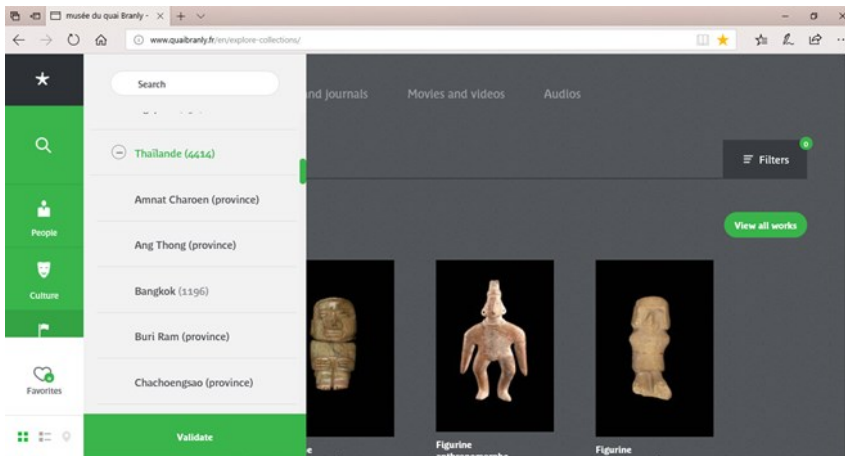 musée du quai Branly -
www.quaibranly.fr/en/explore-collections/
Search
and journals
Movies and videos
Audios
Thaïlande (4414)
0
Filters
Amnat Charoen (province)
People
View all works
Ang Thong (province)
Culture
Bangkok (1196)
Buri Ram (province)
Favorites
Chachoengsao (province)
Validate
Figurine
Figurine